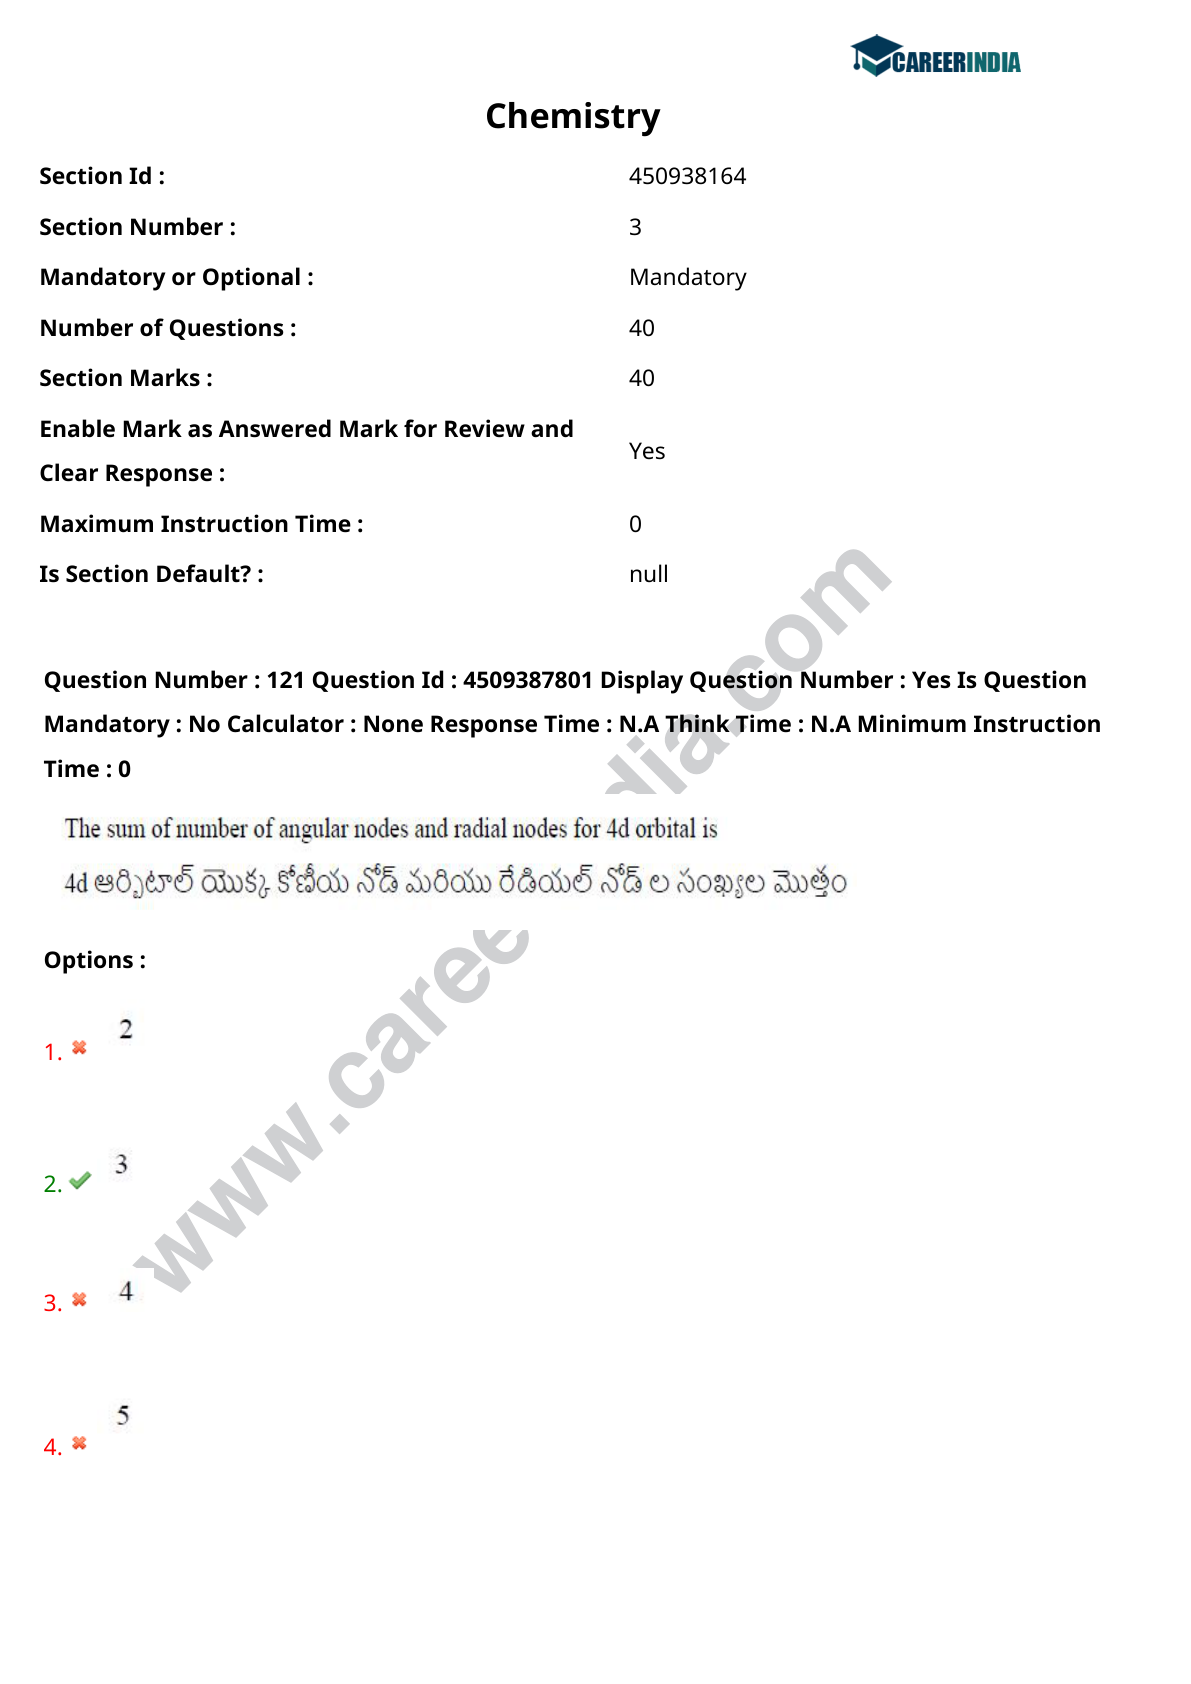 CAREERINDIA
Chemistry
Section Id : 450938164
Section Number : 3
Mandatory or Optional : Mandatory
Number of Questions : 40
Section Marks : 40
Enable Mark as Answered Mark for Review and
Clear Response : Yes
Maximum Instruction Time : 0
Is Section Default? : null
Question Number : 121 Question Id : 4509387801 Display Question Number : Yes Is Question
Mandatory : No Calculator : None Response Time : N.A Think Time : N.A Minimum Instruction
Time : 0
The sum of number of angular nodes and radial nodes for 4d orbital is
4d ఆర్బిటాల్ యొక్క కోణీయ నోడ్ మరియు రేడియల్ నోడ్ ల సంఖ్యల మొత్తం
Options :
1. 2
2. 3
3. 4
4. 5